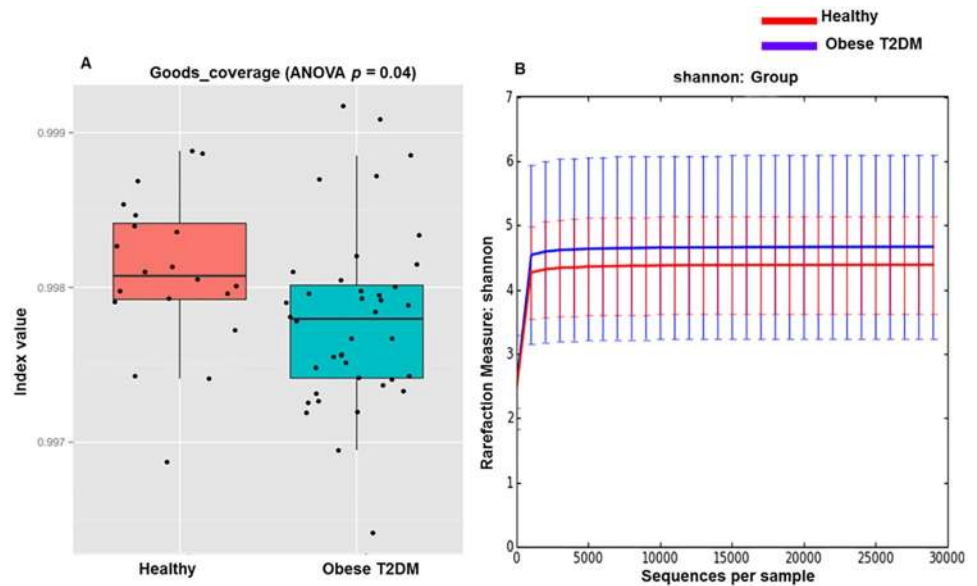 Healthy
Obese T2DM
A
Goods_coverage (ANOVA p = 0.04)
Index value
0.999
0.998
0.997
Healthy
Obese T2DM
B
shannon: Group
Rarefaction Measure: shannon
7
6
5
4
3
2
1
0
0
5000
10000
15000
20000
25000
30000
Sequences per sample